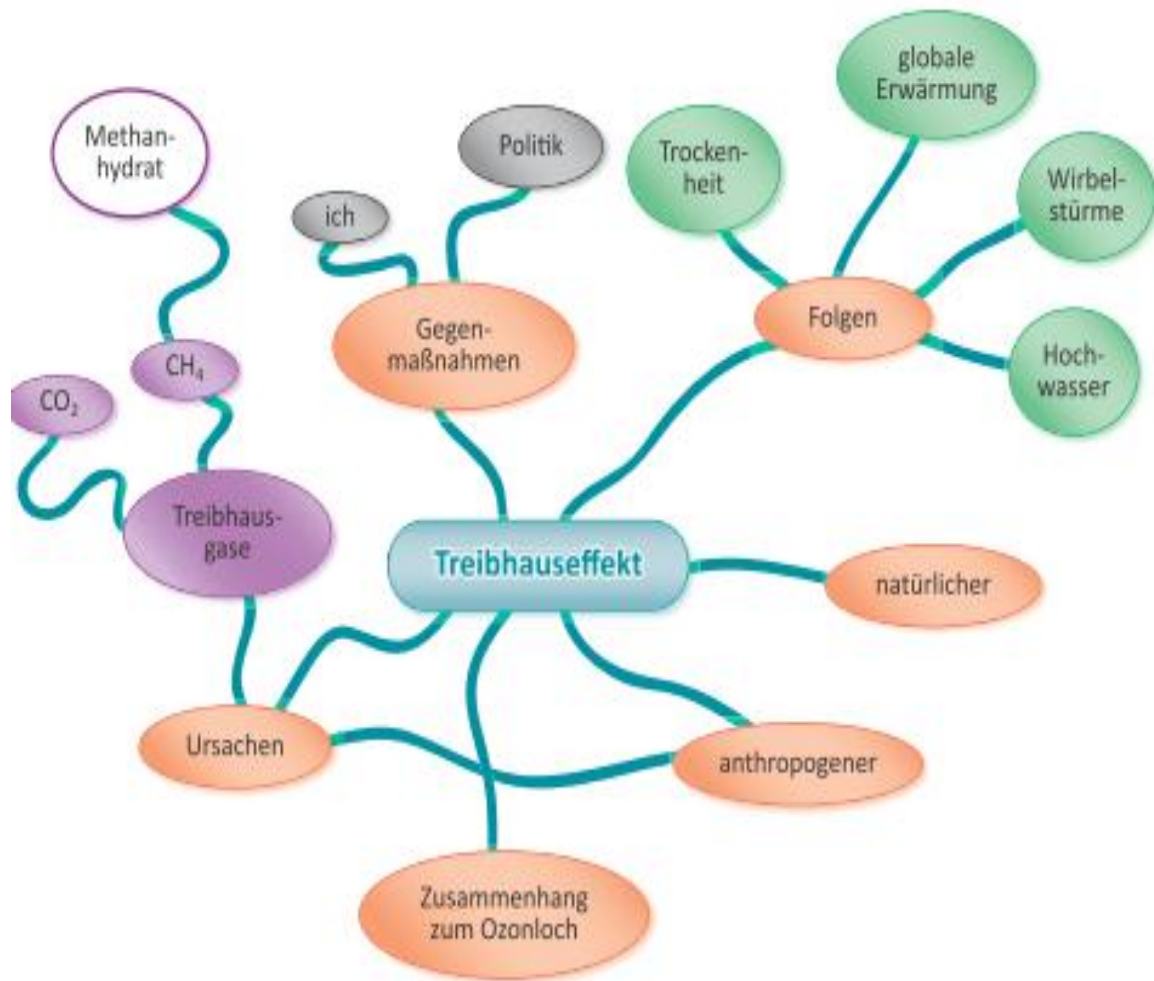 globale
Erwärmung
Methan-
hydrat
Politik
Trocken-
heit
Wirbel-
stürme
ich
Folgen
Gegen-
maßnahmen
Hoch-
wasser
CH₄
CO₂
Treibhaus-
gase
Treibhauseffekt
natürlicher
Ursachen
anthropogener
Zusammenhang
zum Ozonloch